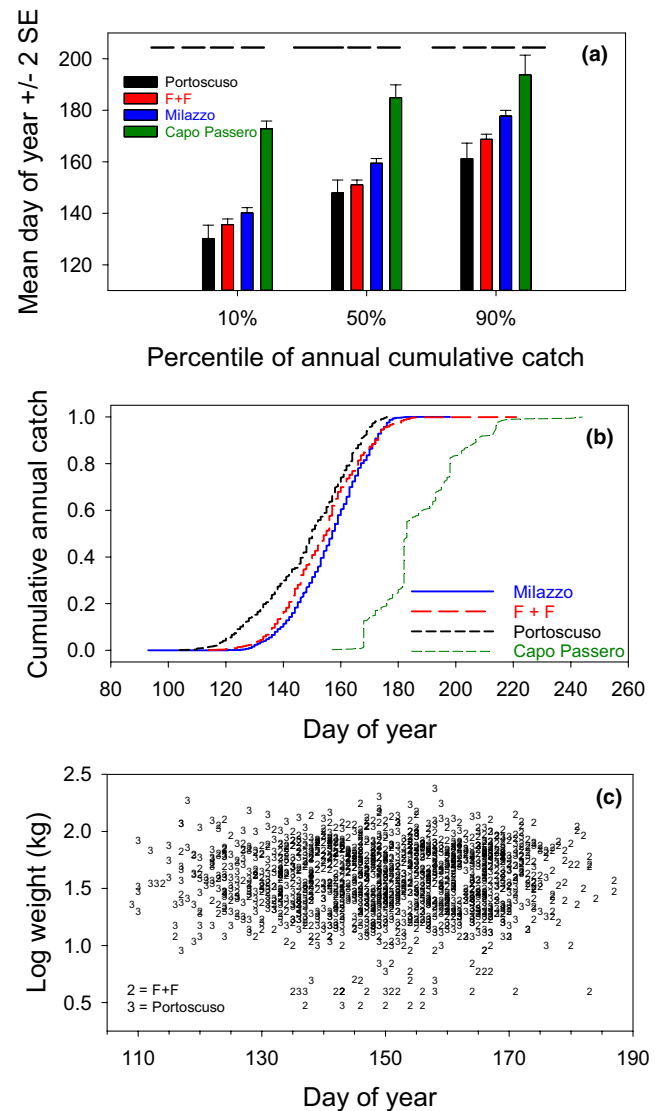 (a)
Mean day of year +/- 2 SE
200
180
160
140
120
Portoscuso
F+F
Milazzo
Capo Passero
10%
50%
90%
Percentile of annual cumulative catch
(b)
Cumulative annual catch
1.0
0.8
0.6
0.4
0.2
0.0
Milazzo
F + F
Portoscuso
Capo Passero
80 100 120 140 160 180 200 220 240 260
Day of year
(c)
Log weight (kg)
2.5
2.0
1.5
1.0
0.5
2 = F+F
3 = Portoscuso
110 130 150 170 190
Day of year